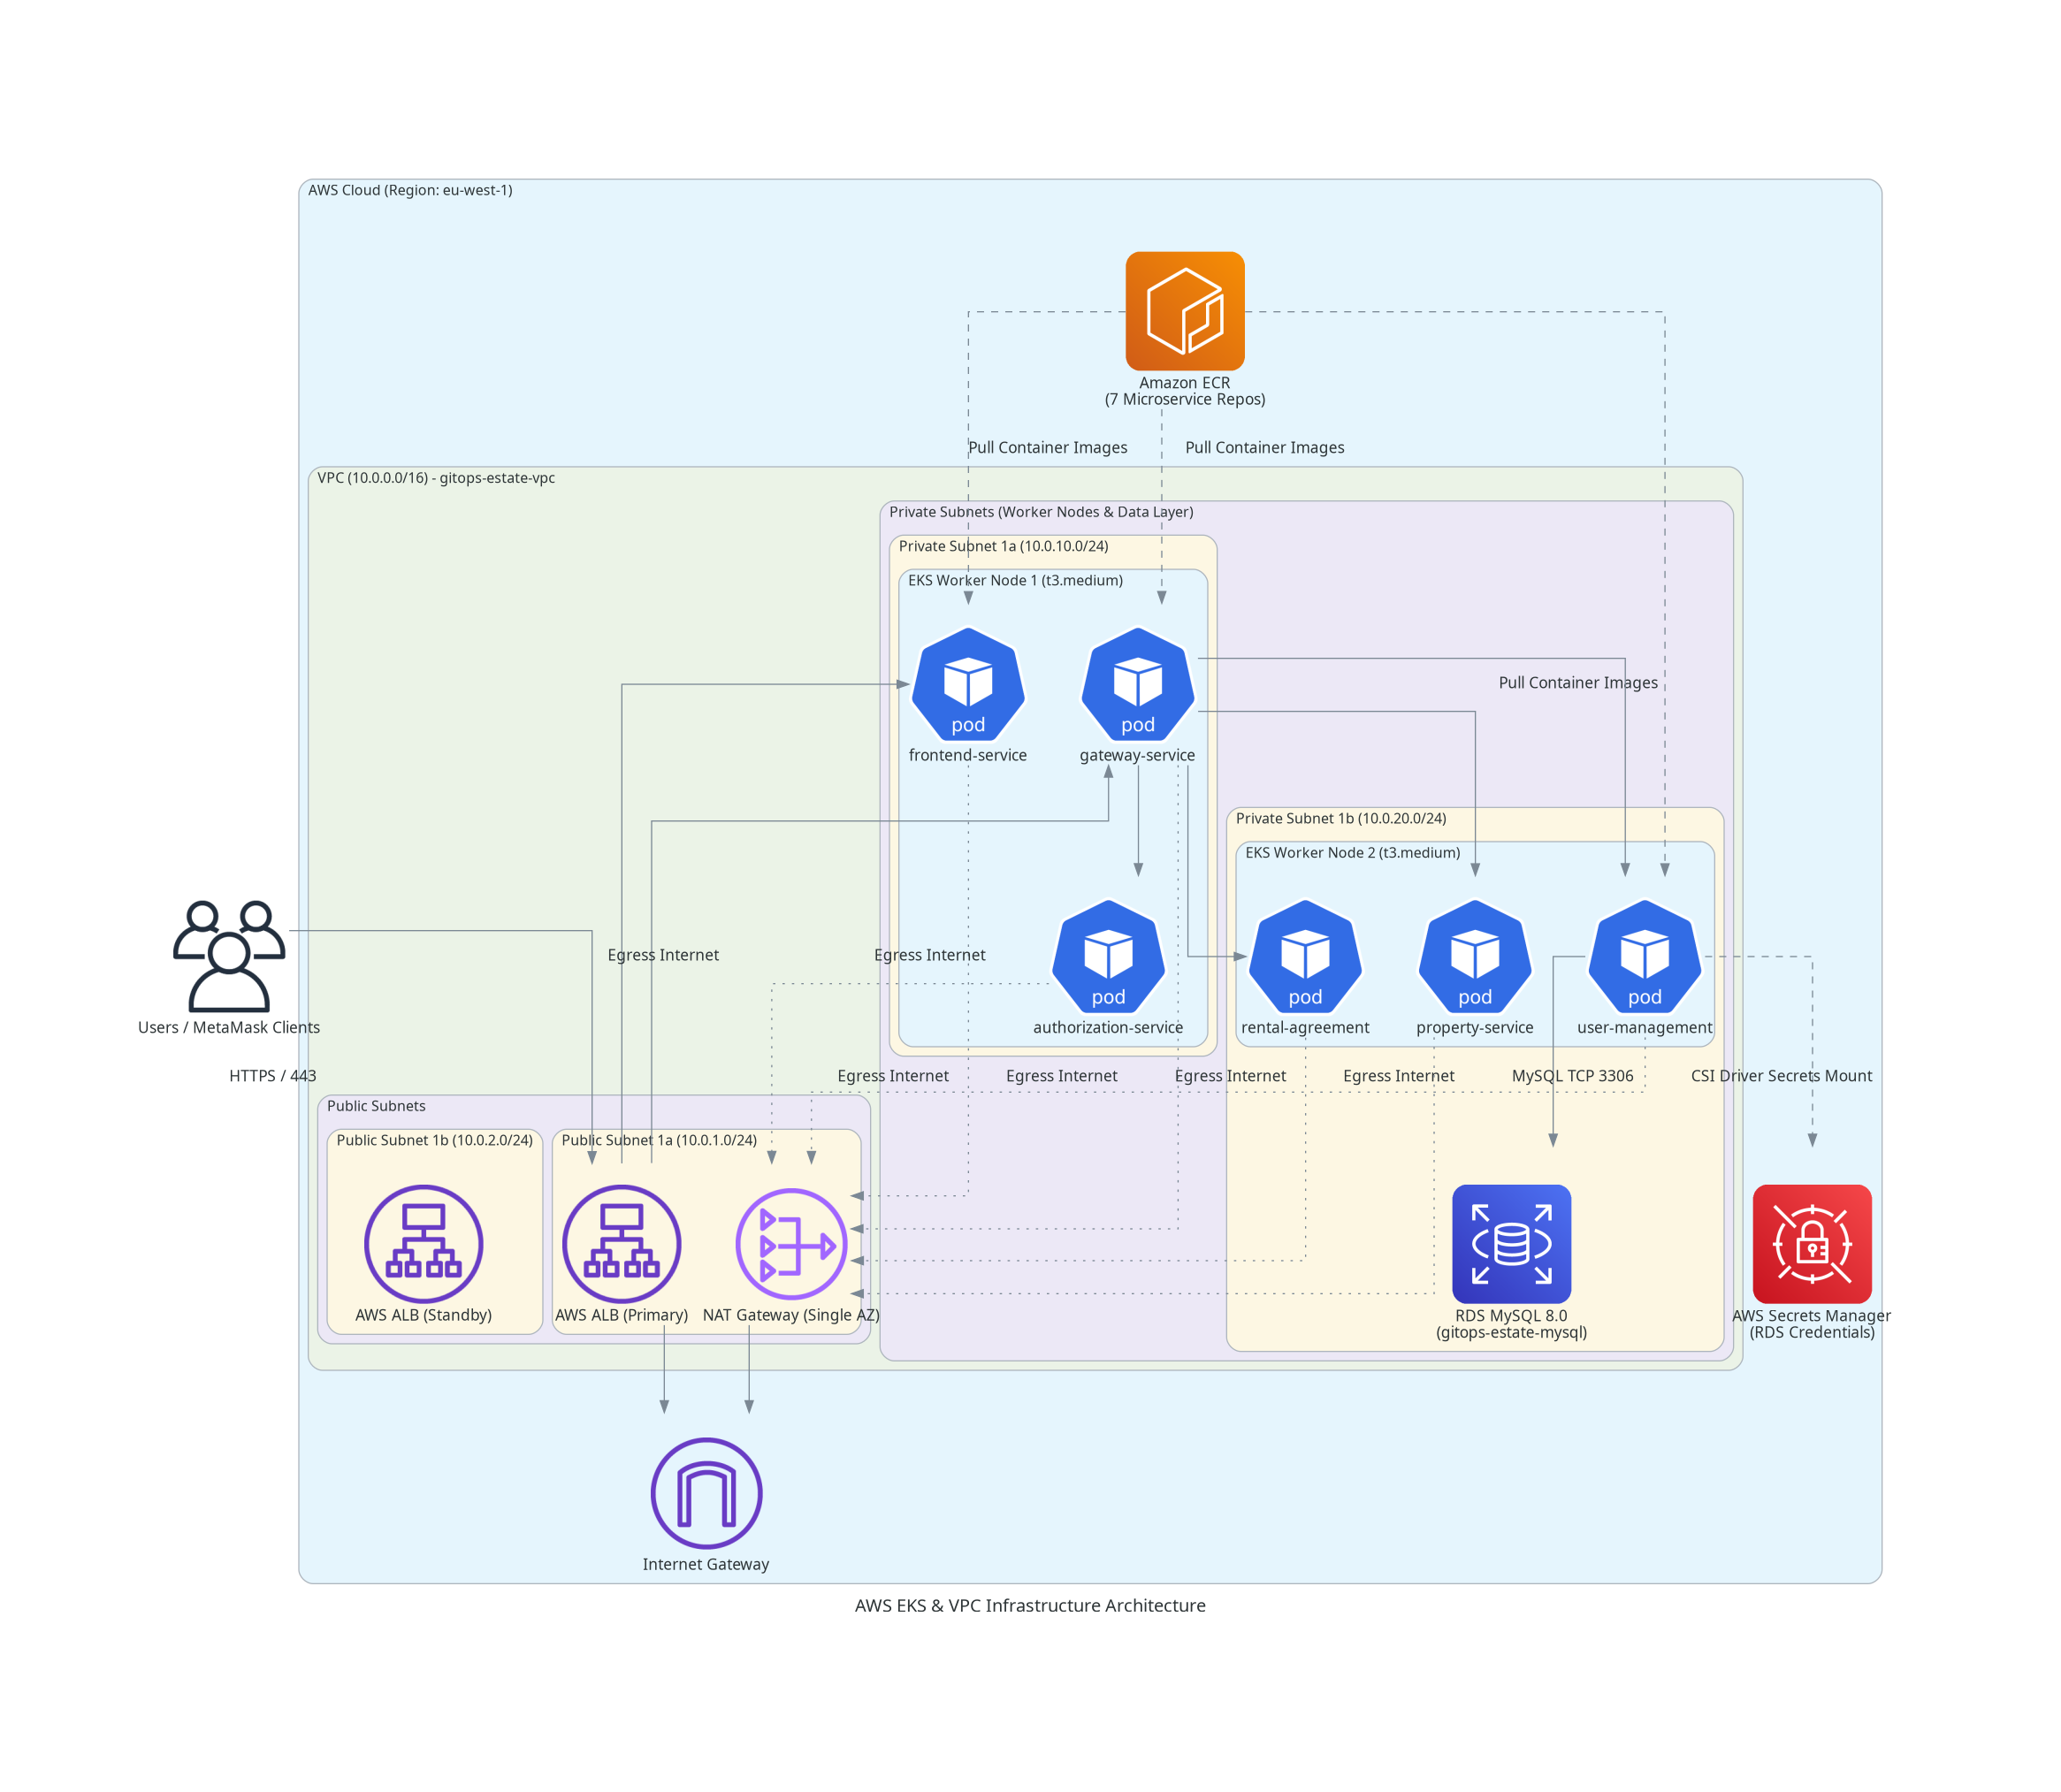 AWS Cloud (Region: eu-west-1)
Amazon ECR
(7 Microservice Repos)
Pull Container Images
Pull Container Images
VPC (10.0.0.0/16) - gitops-estate-vpc
Private Subnets (Worker Nodes & Data Layer)
Private Subnet 1a (10.0.10.0/24)
EKS Worker Node 1 (t3.medium)
pod
frontend-service
pod
gateway-service
Pull Container Images
Private Subnet 1b (10.0.20.0/24)
EKS Worker Node 2 (t3.medium)
Users / MetaMask Clients
Egress Internet
Egress Internet
pod
authorization-service
pod
rental-agreement
pod
property-service
pod
user-management
HTTPS / 443
Egress Internet
Egress Internet
Egress Internet
Egress Internet
MySQL TCP 3306
CSI Driver Secrets Mount
Public Subnets
Public Subnet 1b (10.0.2.0/24)
Public Subnet 1a (10.0.1.0/24)
AWS ALB (Standby)
AWS ALB (Primary)
NAT Gateway (Single AZ)
RDS MySQL 8.0
(gitops-estate-mysql)
AWS Secrets Manager
(RDS Credentials)
Internet Gateway
AWS EKS & VPC Infrastructure Architecture